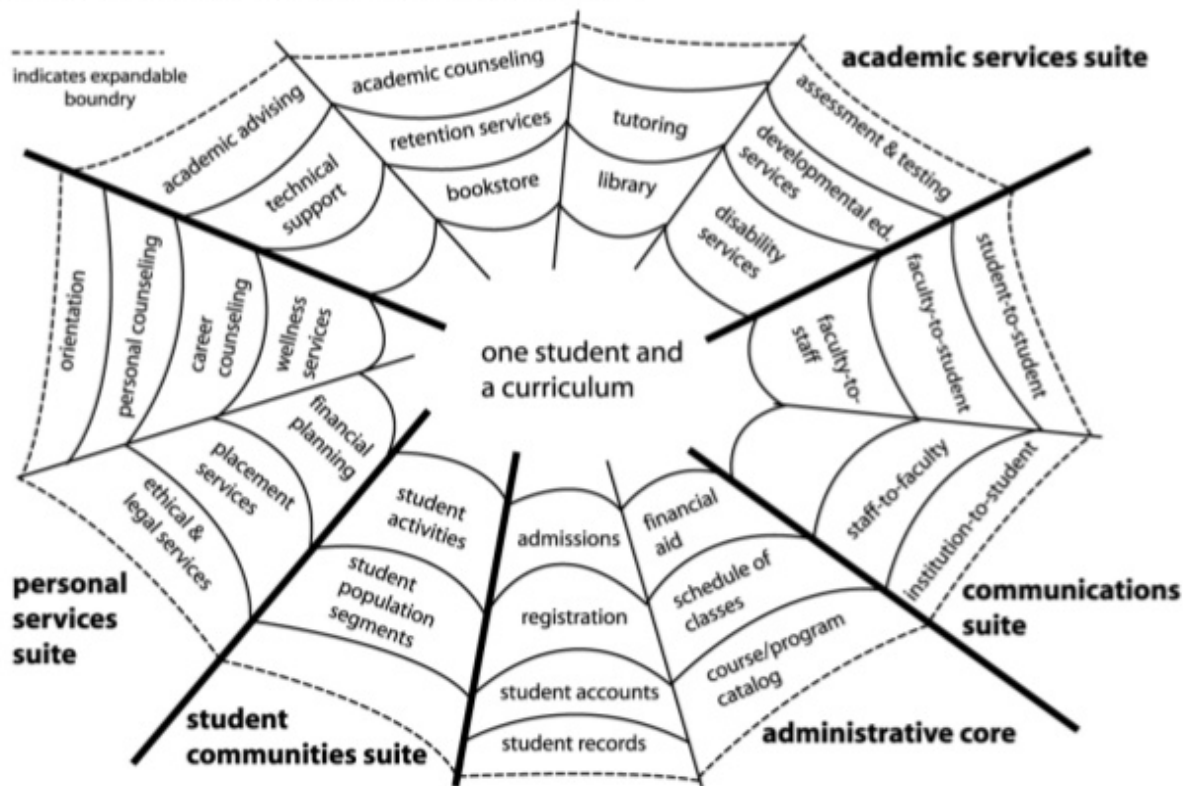 indicates expandable
boundry
academic services suite
academic advising
technical
support
academic counseling
retention services
bookstore
tutoring
library
assessment & testing
developmental ed.
services
disability
services
orientation
personal counseling
career
counseling
wellness
services
financial
planning
placement
services
ethical &
legal services
one student and
a curriculum
faculty-to-
staff
faculty-to-student
student-to-student
staff-to-faculty
institution-to-student
student
activities
student
population
segments
admissions
registration
student accounts
student records
financial
aid
schedule of
classes
course/program
catalog
personal
services
suite
communications
suite
student
communities suite
administrative core